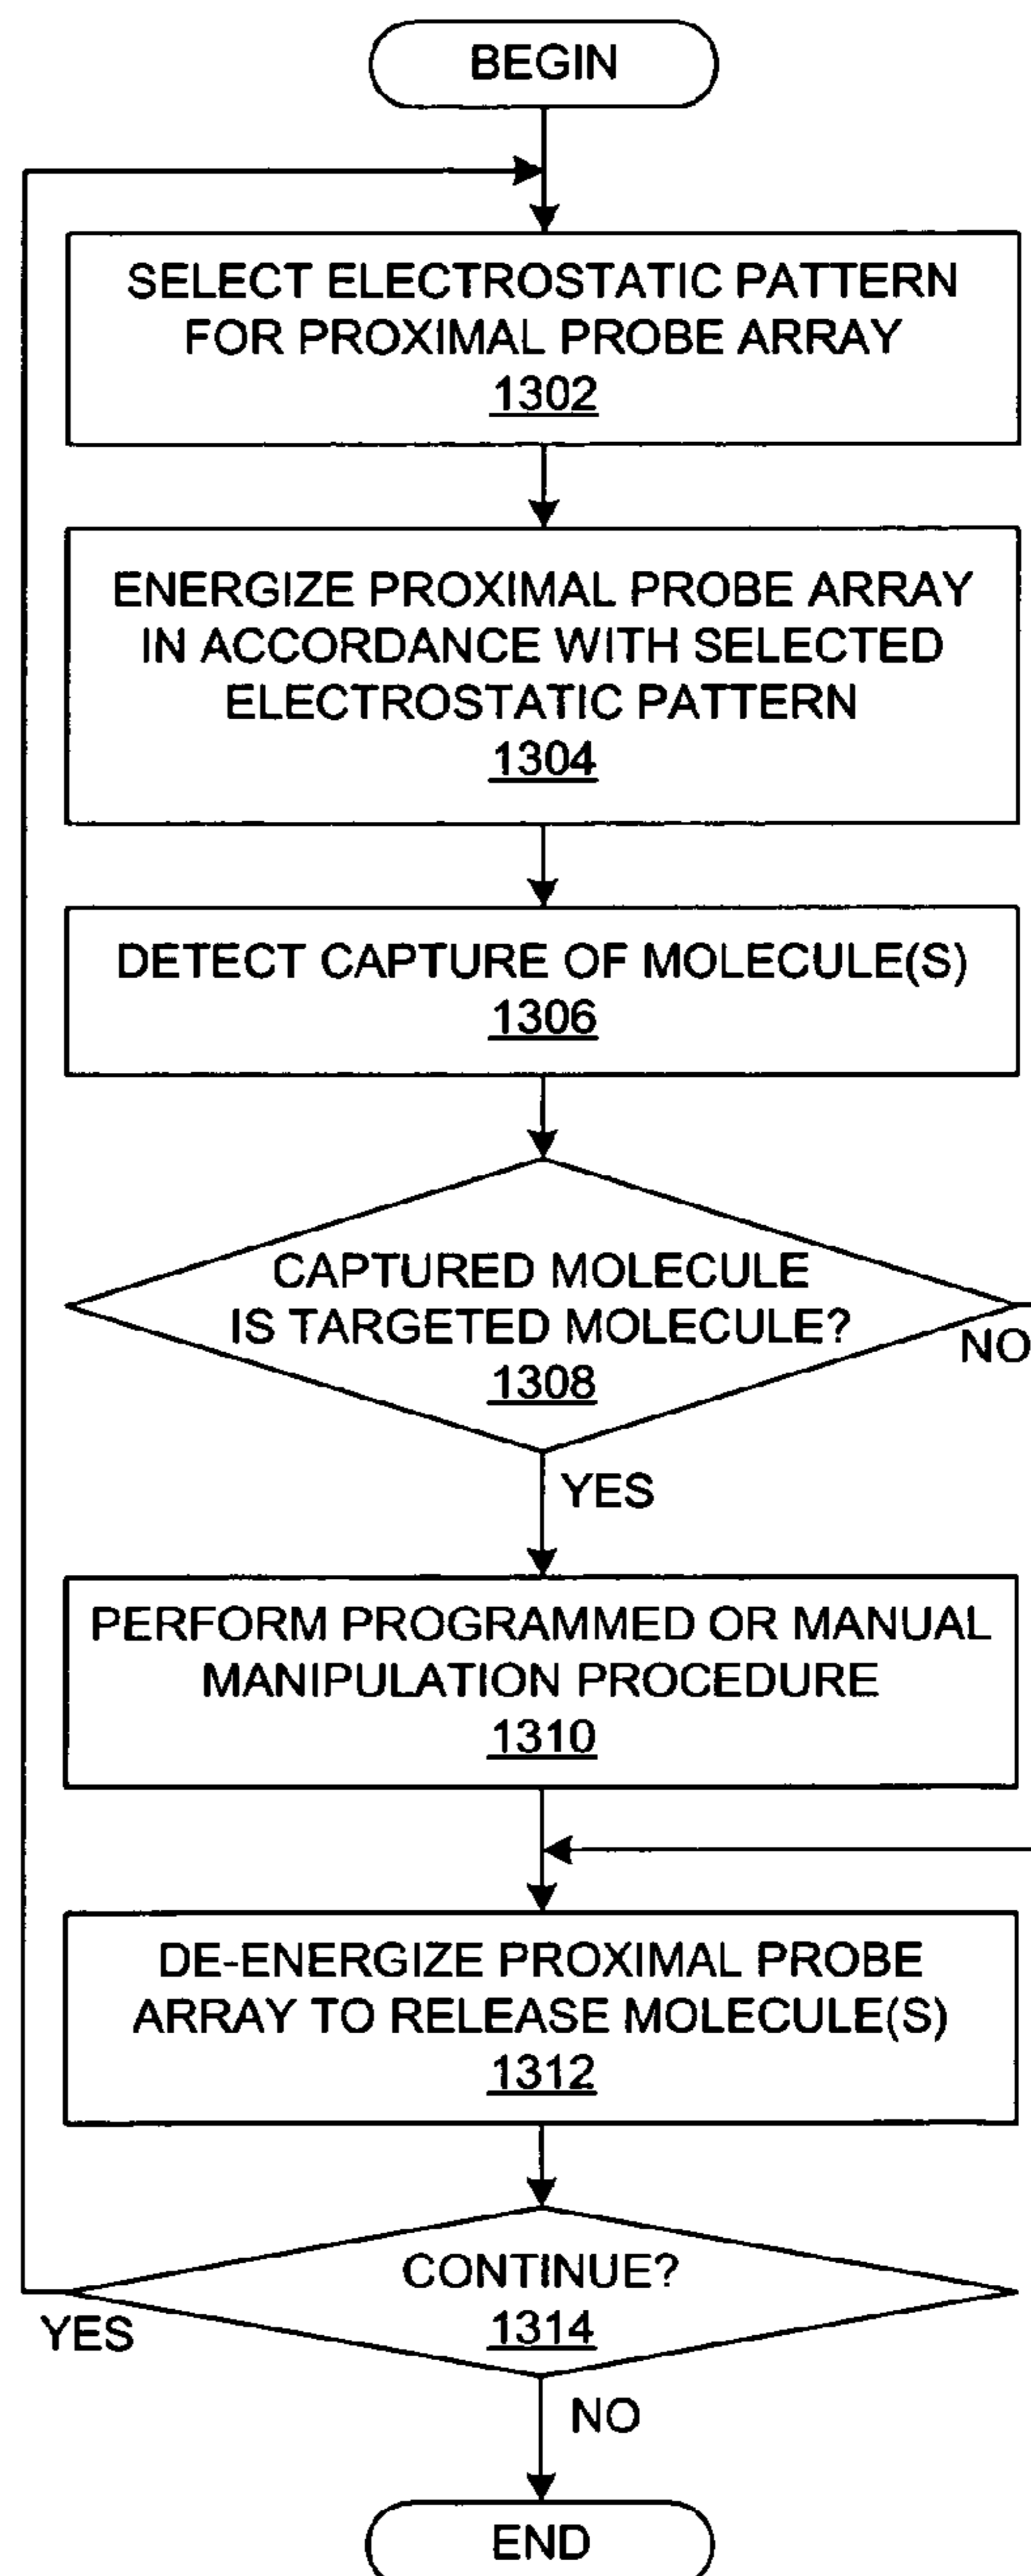 BEGIN
SELECT ELECTROSTATIC PATTERN
FOR PROXIMAL PROBE ARRAY
1302
ENERGIZE PROXIMAL PROBE ARRAY
IN ACCORDANCE WITH SELECTED
ELECTROSTATIC PATTERN
1304
DETECT CAPTURE OF MOLECULE(S)
1306
CAPTURED MOLECULE
IS TARGETED MOLECULE?
1308
NO
YES
PERFORM PROGRAMMED OR MANUAL
MANIPULATION PROCEDURE
1310
DE-ENERGIZE PROXIMAL PROBE
ARRAY TO RELEASE MOLECULE(S)
1312
CONTINUE?
1314
YES
NO
END